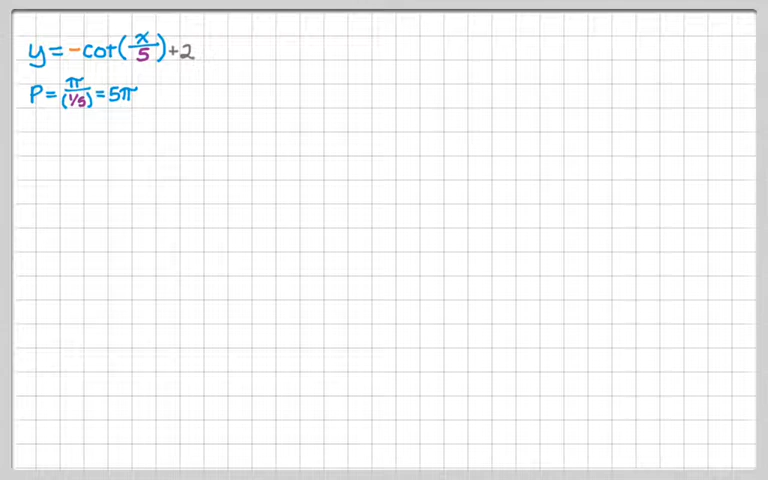 y = -cot(x/5) + 2
P = π/(1/5) = 5π